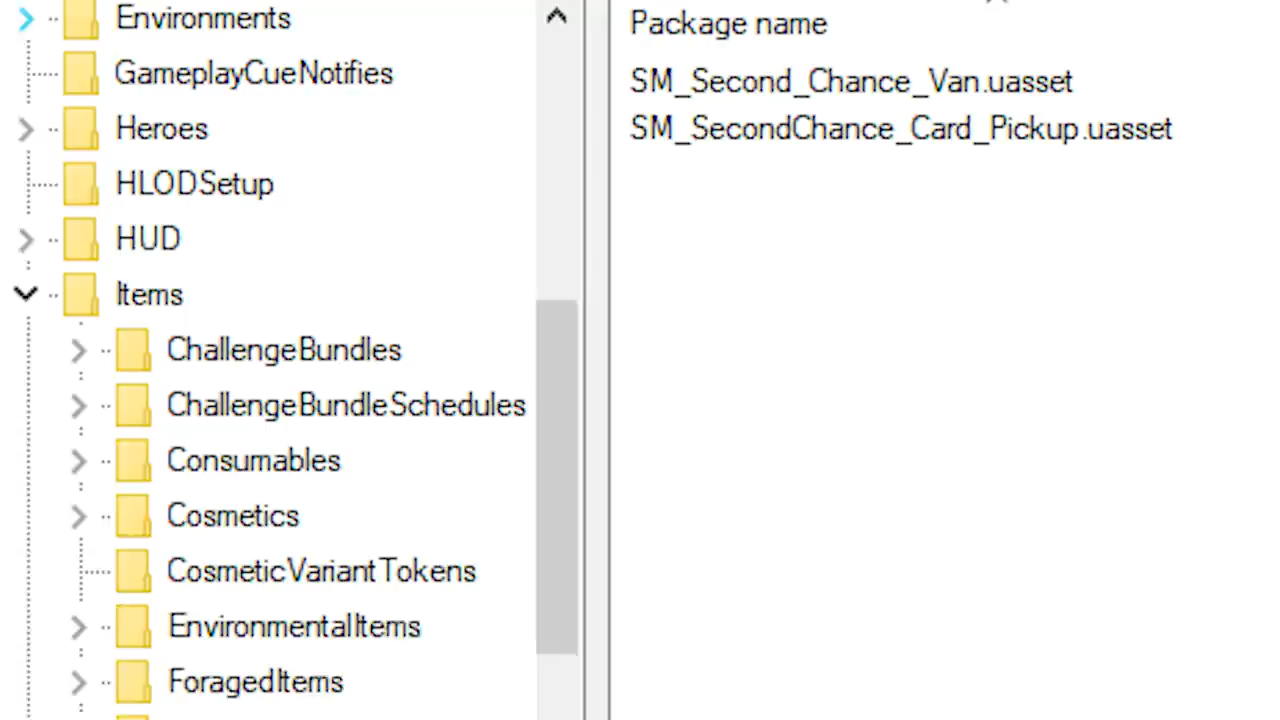 Environments
GameplayCueNotifies
Heroes
HLODSetup
HUD
Items
ChallengeBundles
ChallengeBundleSchedules
Consumables
Cosmetics
CosmeticVariantTokens
EnvironmentalItems
ForagedItems
Package name
SM_Second_Chance_Van.uasset
SM_SecondChance_Card_Pickup.uasset